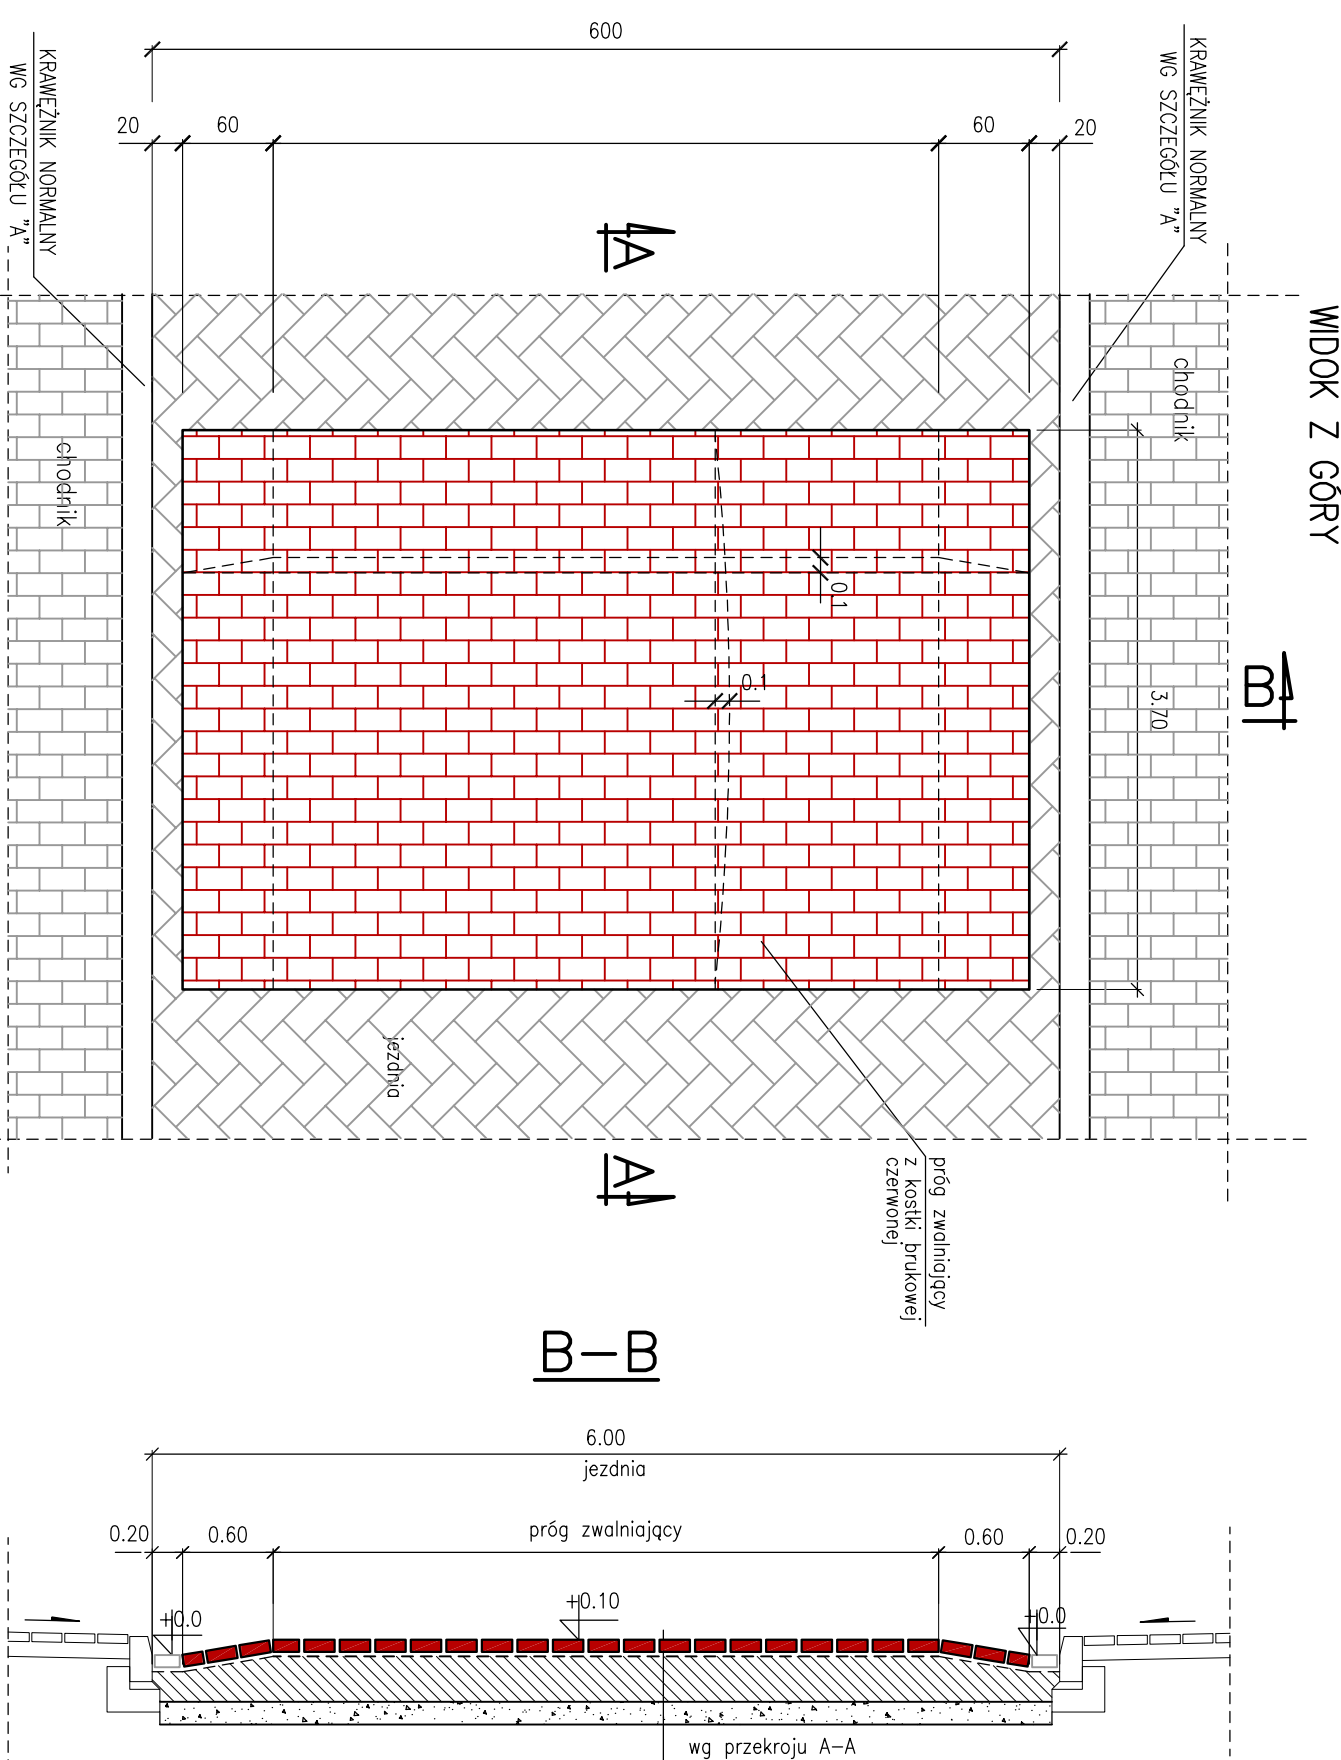 600
KRAWĘŻNIK NORMALNY
WG SZCZEGÓŁU "A"
KRAWĘŻNIK NORMALNY
WG SZCZEGÓŁU "A"
20
60
60
20
A
WIDOK Z GÓRY
chodnik
chodnik
0.1
0.1
B
3.70
jezdnia
A
próg zwalniający
z kostki brukowej
czerwonej
B-B
6.00
jezdnia
0.20
0.60
próg zwalniający
0.60
0.20
+0.0
+0.10
+0.0
wg przekroju A-A